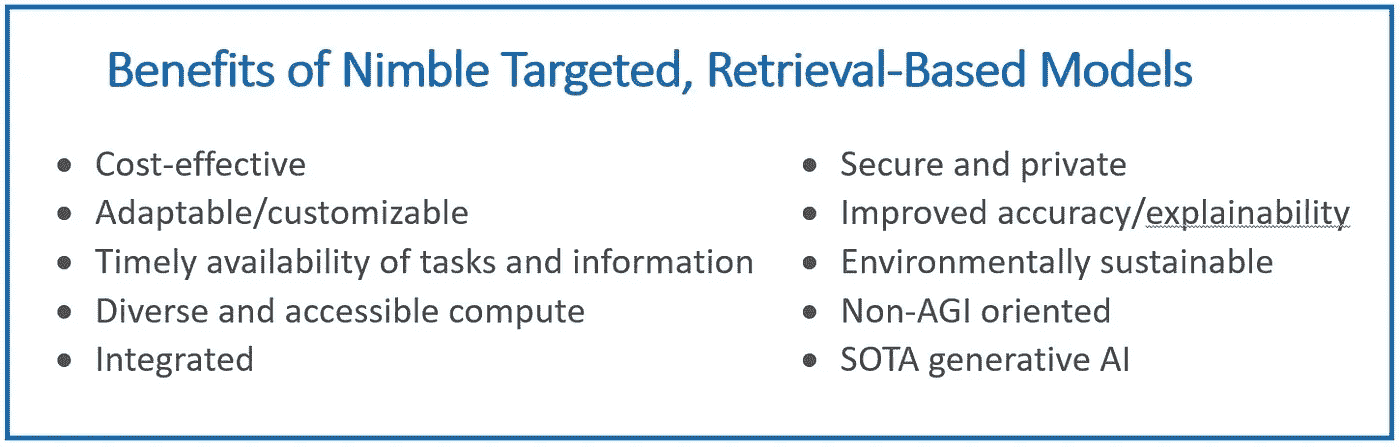 Benefits of Nimble Targeted, Retrieval-Based Models
• Cost-effective
• Adaptable/customizable
• Timely availability of tasks and information
• Diverse and accessible compute
• Integrated
• Secure and private
• Improved accuracy/explainability
• Environmentally sustainable
• Non-AGI oriented
• SOTA generative AI